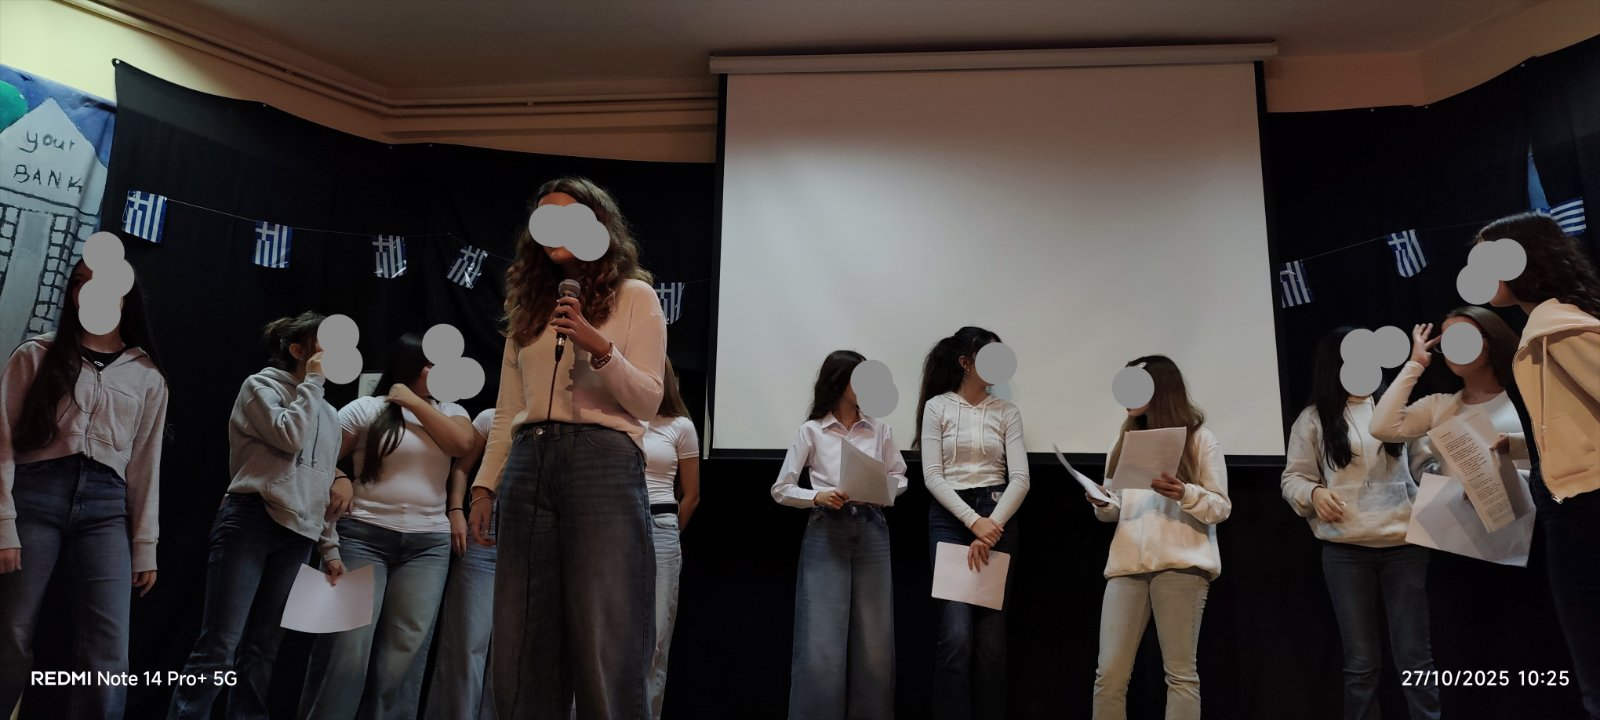 your
BANK
REDMI Note 14 Pro+ 5G
27/10/2025 10:25